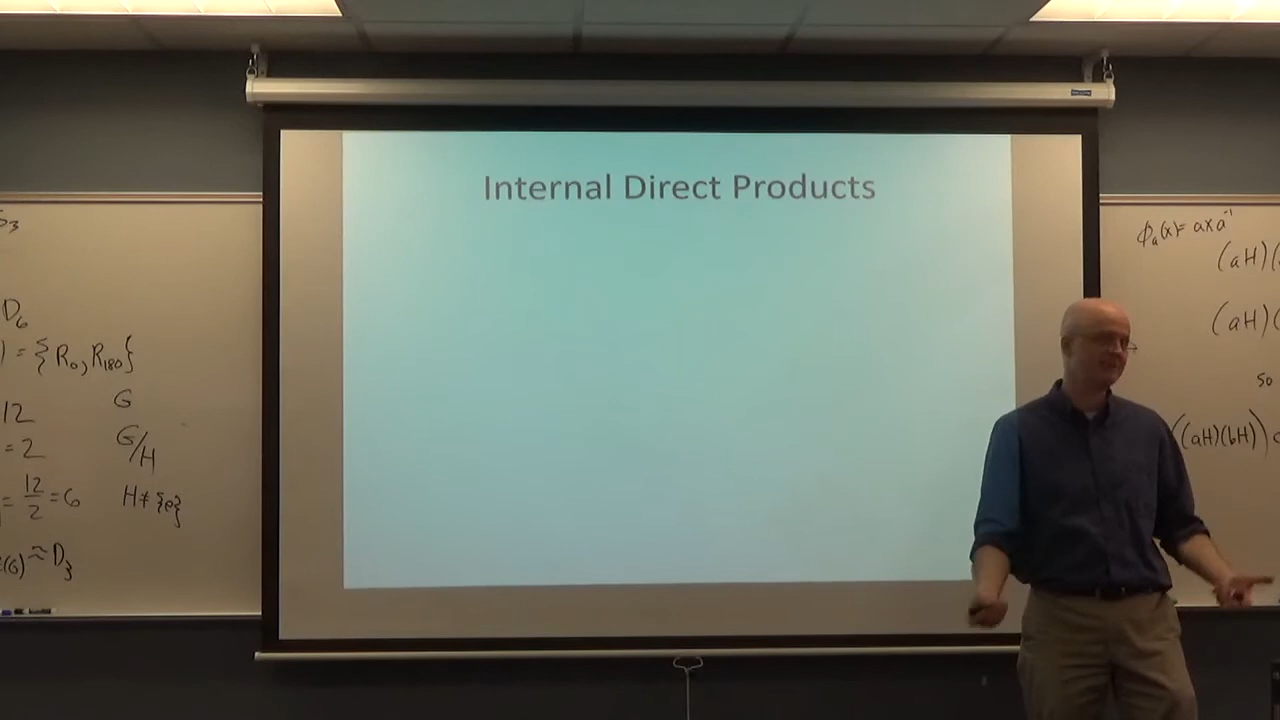 Internal Direct Products
S₃
D₆
) = {R₀, R₁₈₀}
12 G
= 2 G/H
= 12/2 = 6 H ≠ {e}
(G) ≈ D₃
ϕₐ(x) = axa⁻¹
(aH)(
(aH)(
so
((aH)(bH)) c